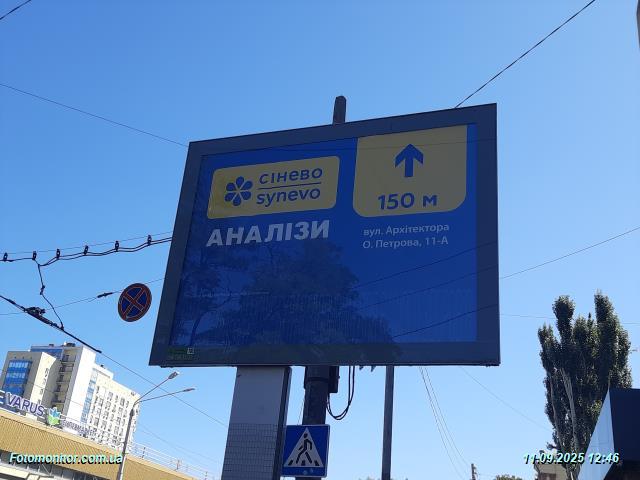 сінево
synevo
150 м
АНАЛІЗИ
вул. Архітектора
О. Петрова, 11-А
VARUS
Fotomonitor.com.ua
11-09.2025 12:46